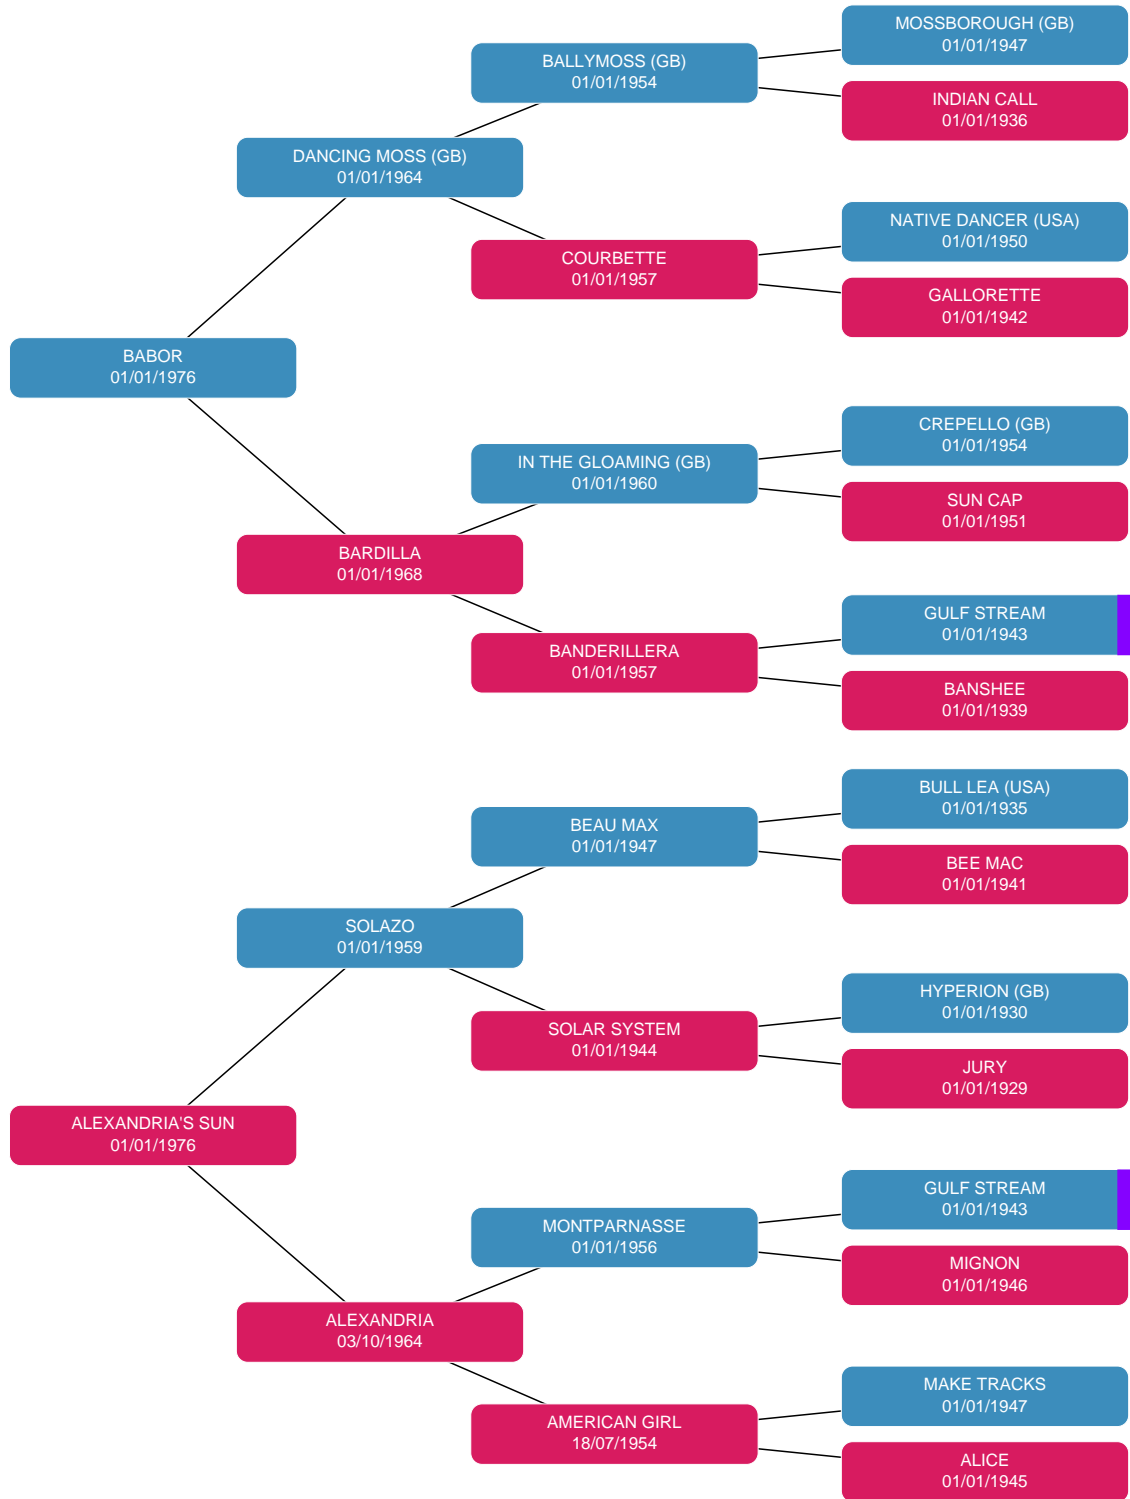 MOSSBOROUGH (GB)
01/01/1947
BALLYMOSS (GB)
01/01/1954
INDIAN CALL
01/01/1936
DANCING MOSS (GB)
01/01/1964
NATIVE DANCER (USA)
01/01/1950
COURBETTE
01/01/1957
GALLORETTE
01/01/1942
BABOR
01/01/1976
CREPELLO (GB)
01/01/1954
IN THE GLOAMING (GB)
01/01/1960
SUN CAP
01/01/1951
BARDILLA
01/01/1968
GULF STREAM
01/01/1943
BANDERILLERA
01/01/1957
BANSHEE
01/01/1939
BULL LEA (USA)
01/01/1935
BEAU MAX
01/01/1947
BEE MAC
01/01/1941
SOLAZO
01/01/1959
HYPERION (GB)
01/01/1930
SOLAR SYSTEM
01/01/1944
JURY
01/01/1929
ALEXANDRIA'S SUN
01/01/1976
GULF STREAM
01/01/1943
MONTPARNASSE
01/01/1956
MIGNON
01/01/1946
ALEXANDRIA
03/10/1964
MAKE TRACKS
01/01/1947
AMERICAN GIRL
18/07/1954
ALICE
01/01/1945